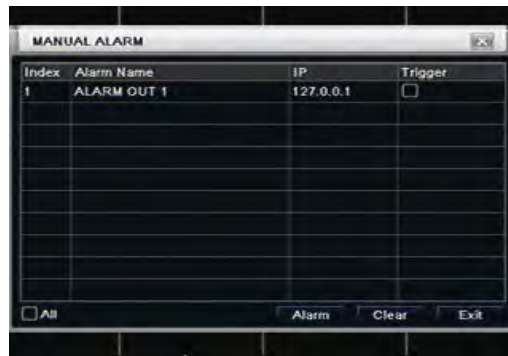 MANUAL ALARM
Index Alarm Name IP Trigger
1 ALARM OUT 1 127.0.0.1
All Alarm Clear Exit